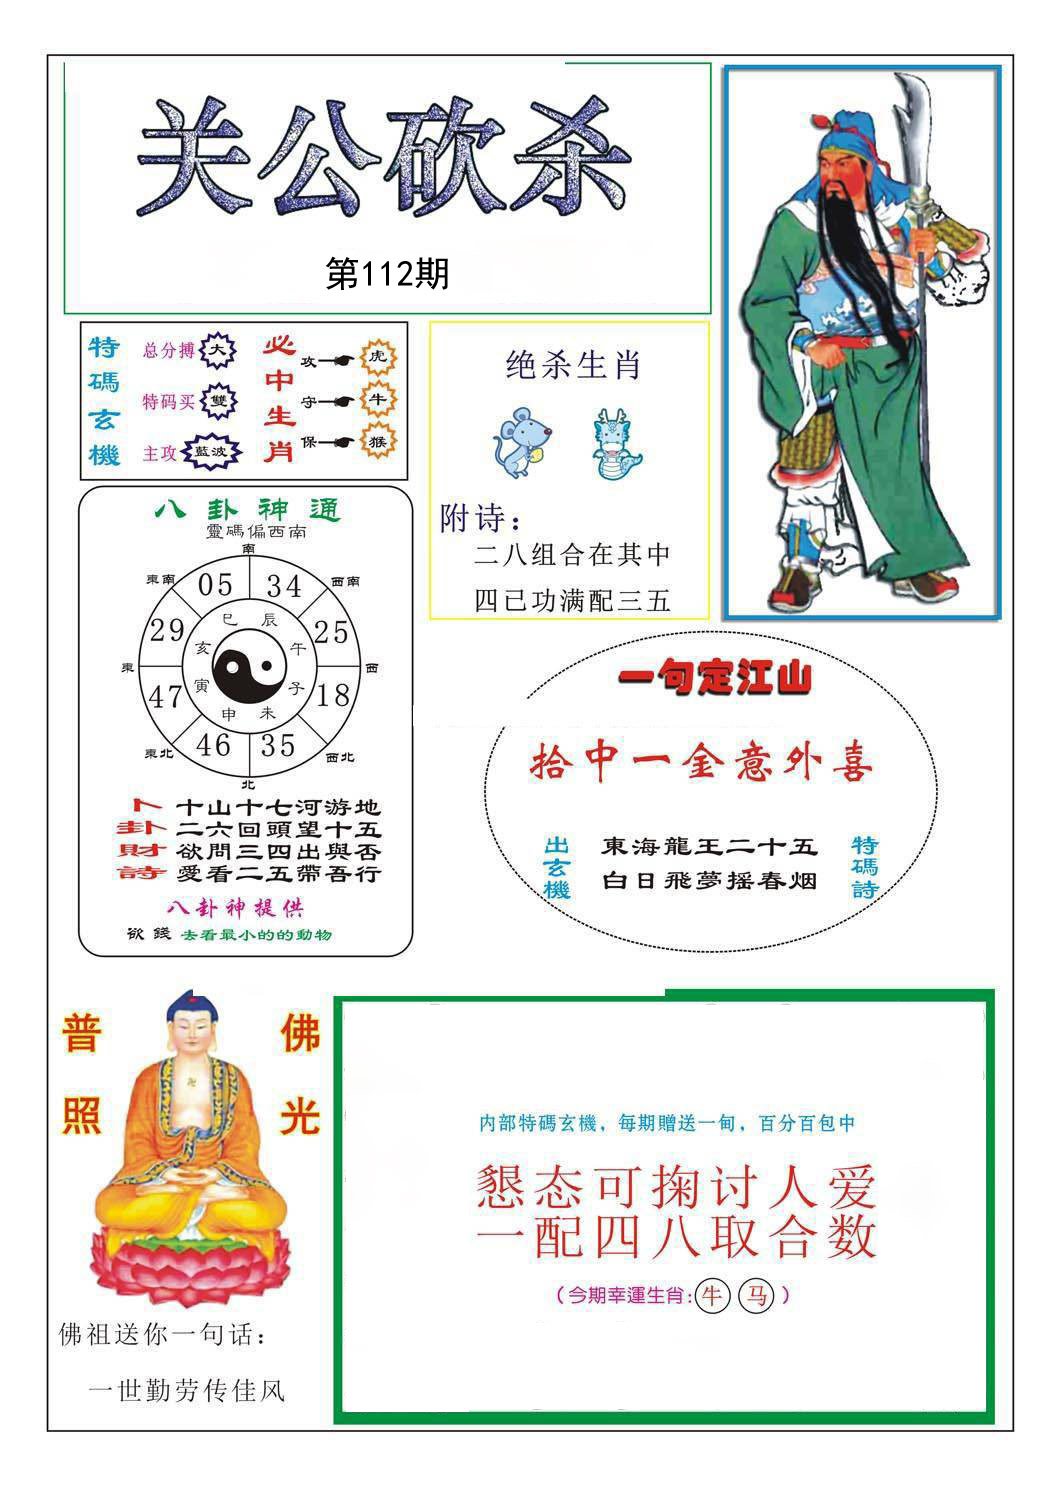 关公砍杀
第112期
特碼玄機
总分搏 大
特码买 雙
主攻 藍波
必中生肖
攻 虎
守 牛
保 猴
绝杀生肖
附诗：
二八组合在其中
四已功满配三五
八卦神通
靈碼偏西南
南
東南 05 34 西南
29 巳 辰 25
亥 午
東 西
47 寅 子 18
申 未
46 35
東北 西北
北
卜卦財詩
十山十七河游地
二六回頭望十五
欲問三四出與否
愛看二五帶吾行
八卦神提供
欲錢 去看最小的的動物
一句定江山
拾中一金意外喜
出玄機
東海龍王二十五
白日飛夢摇春烟
特碼詩
普照
佛光
佛祖送你一句话：
一世勤劳传佳风
内部特碼玄機，每期贈送一甸，百分百包中
懇态可掬讨人爱
一配四八取合数
（今期幸運生肖:牛 马）